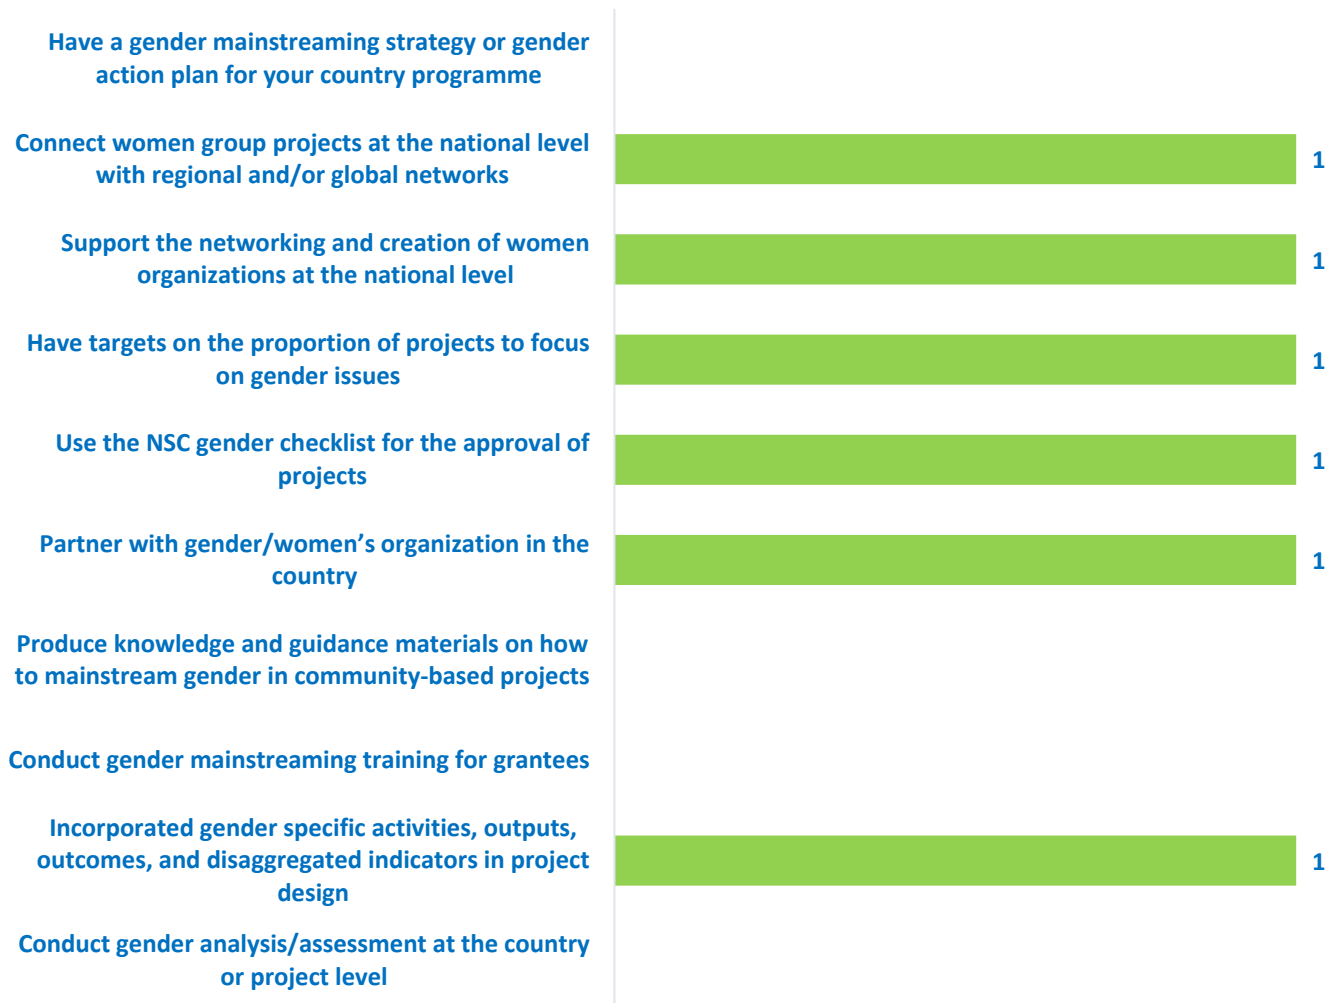 Have a gender mainstreaming strategy or gender
action plan for your country programme
Connect women group projects at the national level
with regional and/or global networks
1
Support the networking and creation of women
organizations at the national level
1
Have targets on the proportion of projects to focus
on gender issues
1
Use the NSC gender checklist for the approval of
projects
1
Partner with gender/women’s organization in the
country
1
Produce knowledge and guidance materials on how
to mainstream gender in community-based projects
Conduct gender mainstreaming training for grantees
Incorporated gender specific activities, outputs,
outcomes, and disaggregated indicators in project
design
1
Conduct gender analysis/assessment at the country
or project level